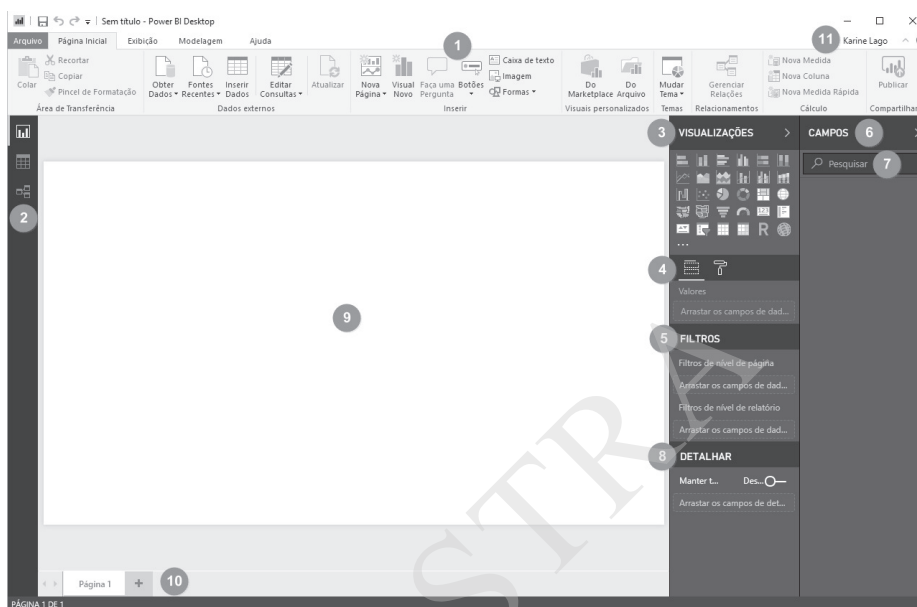 Sem título - Power BI Desktop
Arquivo Página Inicial Exibição Modelagem Ajuda 1 11 Karine Lago
Colar
Recortar
Copiar
Pincel de Formatação
Área de Transferência
Obter Dados
Fontes Recentes
Inserir Dados
Editar Consultas
Atualizar
Dados externos
Nova Página
Visual Novo
Faça uma Pergunta
Botões
Caixa de texto
Imagem
Formas
Inserir
Do Marketplace
Do Arquivo
Visuais personalizados
Mudar Tema
Temas
Gerenciar Relações
Relacionamentos
Nova Medida
Nova Coluna
Nova Medida Rápida
Cálculo
Publicar
Compartilhar
2
3 VISUALIZAÇÕES
R
123
...
4
Valores
Arrastar os campos de dad...
5 FILTROS
Filtros de nível de página
Arrastar os campos de dad...
Filtros de nível de relatório
Arrastar os campos de dad...
8 DETALHAR
Manter t... Des...
Arrastar os campos de det...
CAMPOS 6
Pesquisar 7
9
STRA
Página 1 + 10
PÁGINA 1 DE 1